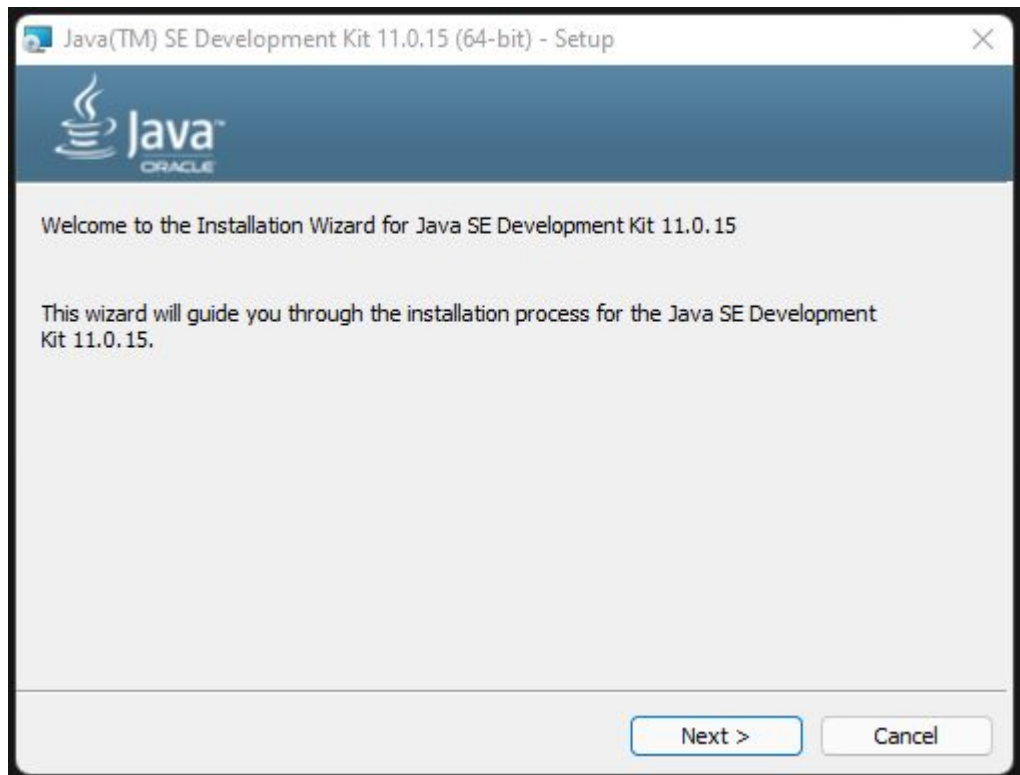 Java(TM) SE Development Kit 11.0.15 (64-bit) - Setup
Java™
ORACLE
Welcome to the Installation Wizard for Java SE Development Kit 11.0.15
This wizard will guide you through the installation process for the Java SE Development
Kit 11.0.15.
Next >
Cancel